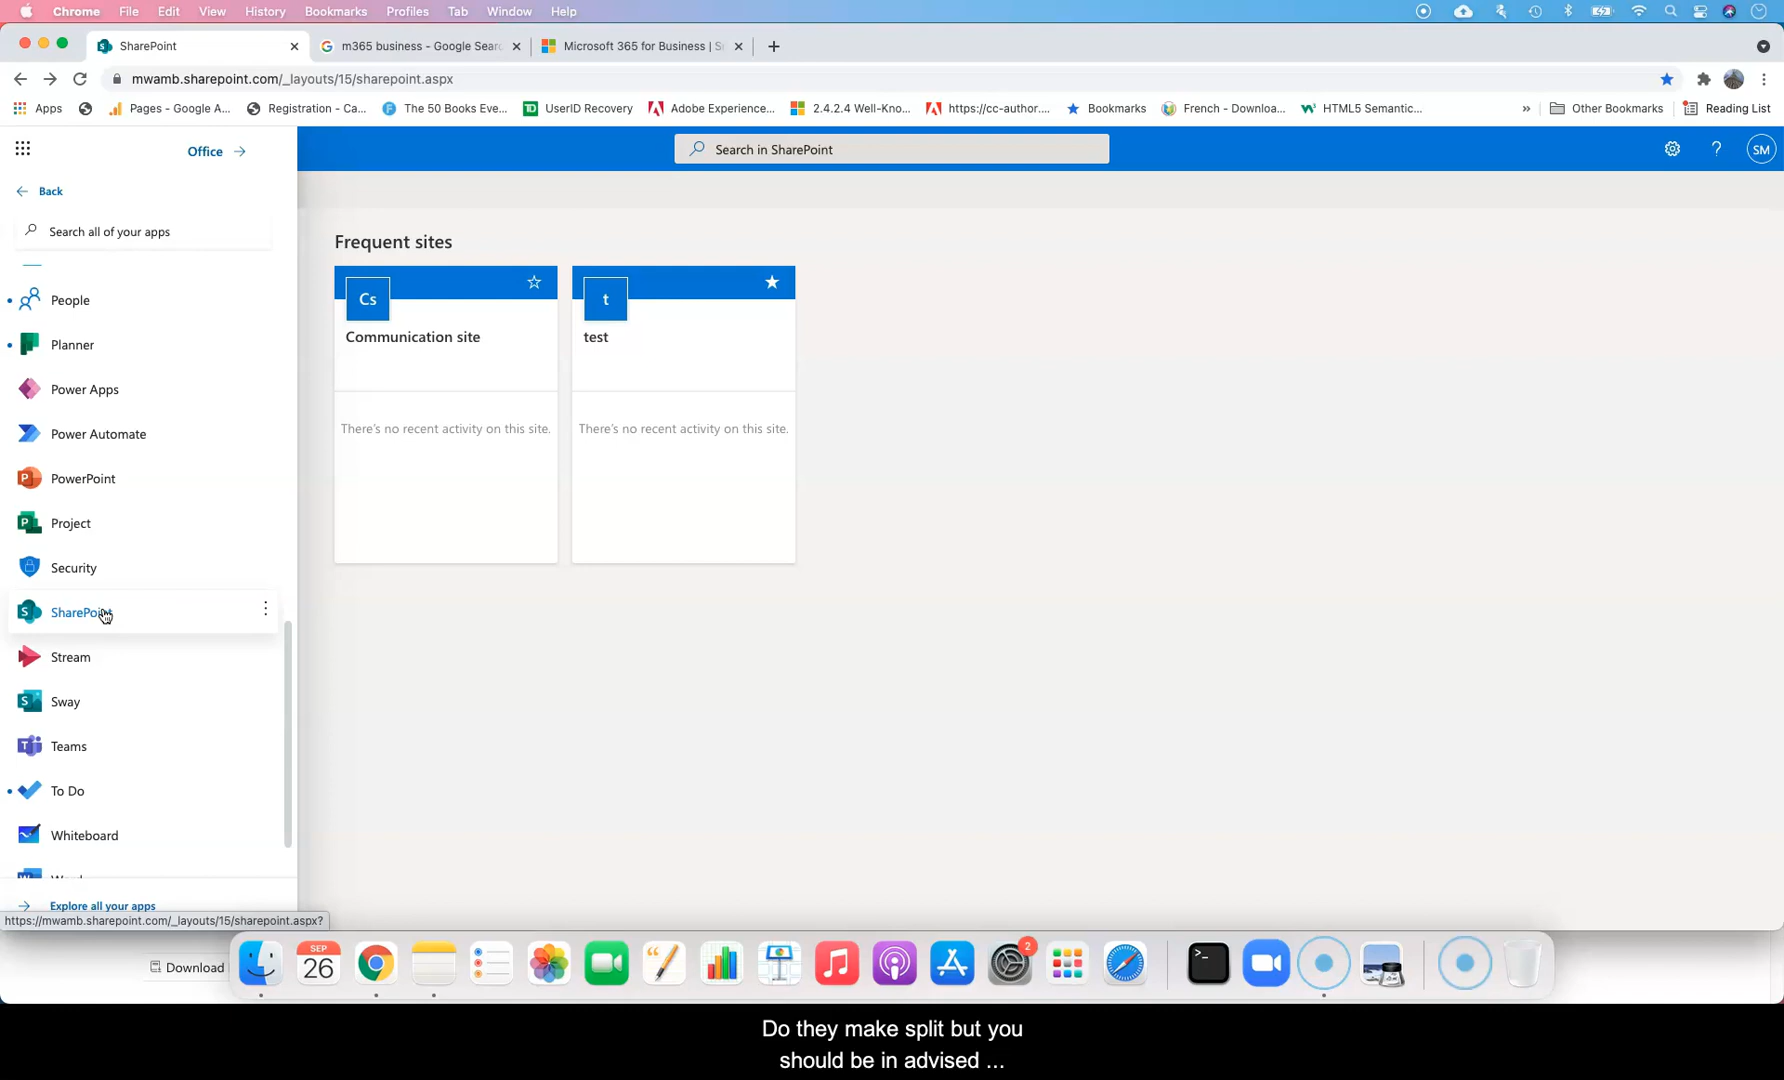 Chrome File Edit View History Bookmarks Profiles Tab Window Help
SharePoint
m365 business - Google Sear
Microsoft 365 for Business |
mwamb.sharepoint.com/_layouts/15/sharepoint.aspx
Apps
Pages - Google A...
Registration - Ca...
The 50 Books Eve...
UserID Recovery
Adobe Experience...
2.4.2.4 Well-Kno...
https://cc-author....
Bookmarks
French - Downloa...
HTML5 Semantic...
»
Other Bookmarks
Reading List
Office →
Search in SharePoint
?
SM
← Back
Search all of your apps
People
Planner
Power Apps
Power Automate
PowerPoint
Project
Security
SharePoint
Stream
Sway
Teams
To Do
Whiteboard
Explore all your apps
https://mwamb.sharepoint.com/_layouts/15/sharepoint.aspx?
Frequent sites
Cs
Communication site
There's no recent activity on this site.
t
test
There's no recent activity on this site.
Download
SEP
26
2
Do they make split but you
should be in advised ...